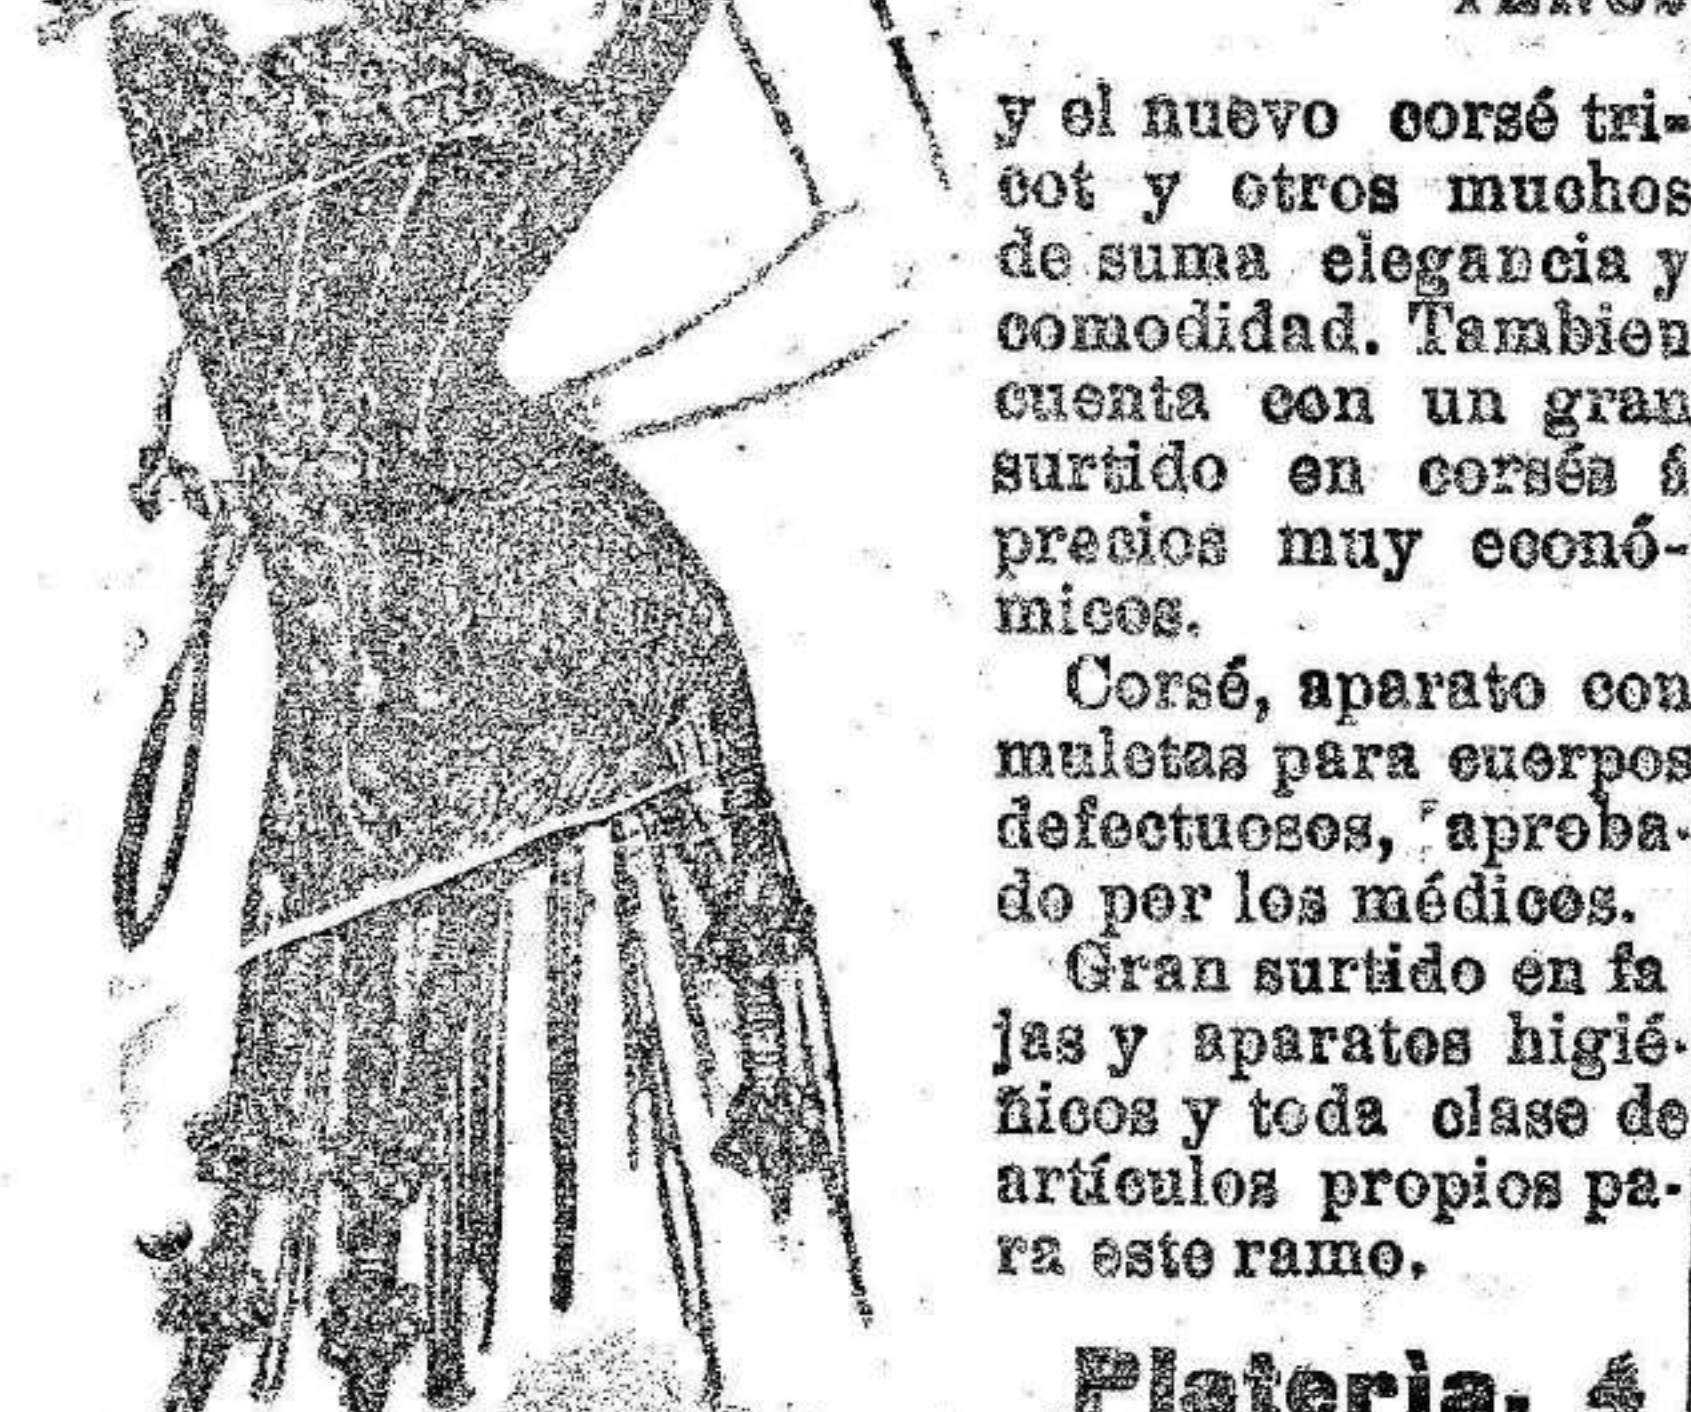 y el nuevo corsé tri-
cot y otros muchos
de suma elegancia y
comodidad. Tambien
cuenta con un gran
surtido en corsés á
precios muy econó-
micos.
Corsé, aparato con
muletas para cuerpos
defectuosos, aproba-
do por los médicos.
Gran surtido en fa
jas y aparatos higié-
ñicos y toda clase de
artículos propios pa-
ra este ramo.
Platerìa. 4